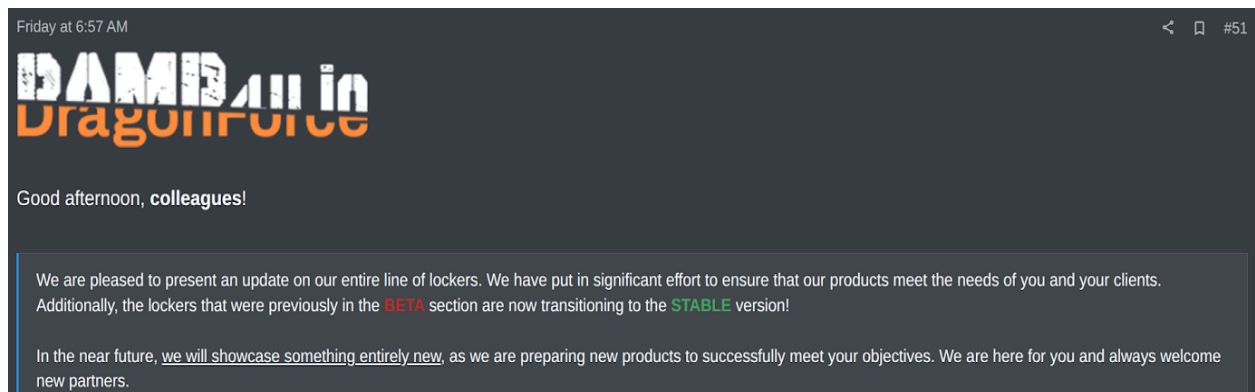 Friday at 6:57 AM
#51
DragonForce
Good afternoon, colleagues!
We are pleased to present an update on our entire line of lockers. We have put in significant effort to ensure that our products meet the needs of you and your clients.
Additionally, the lockers that were previously in the BETA section are now transitioning to the STABLE version!
In the near future, we will showcase something entirely new, as we are preparing new products to successfully meet your objectives. We are here for you and always welcome
new partners.